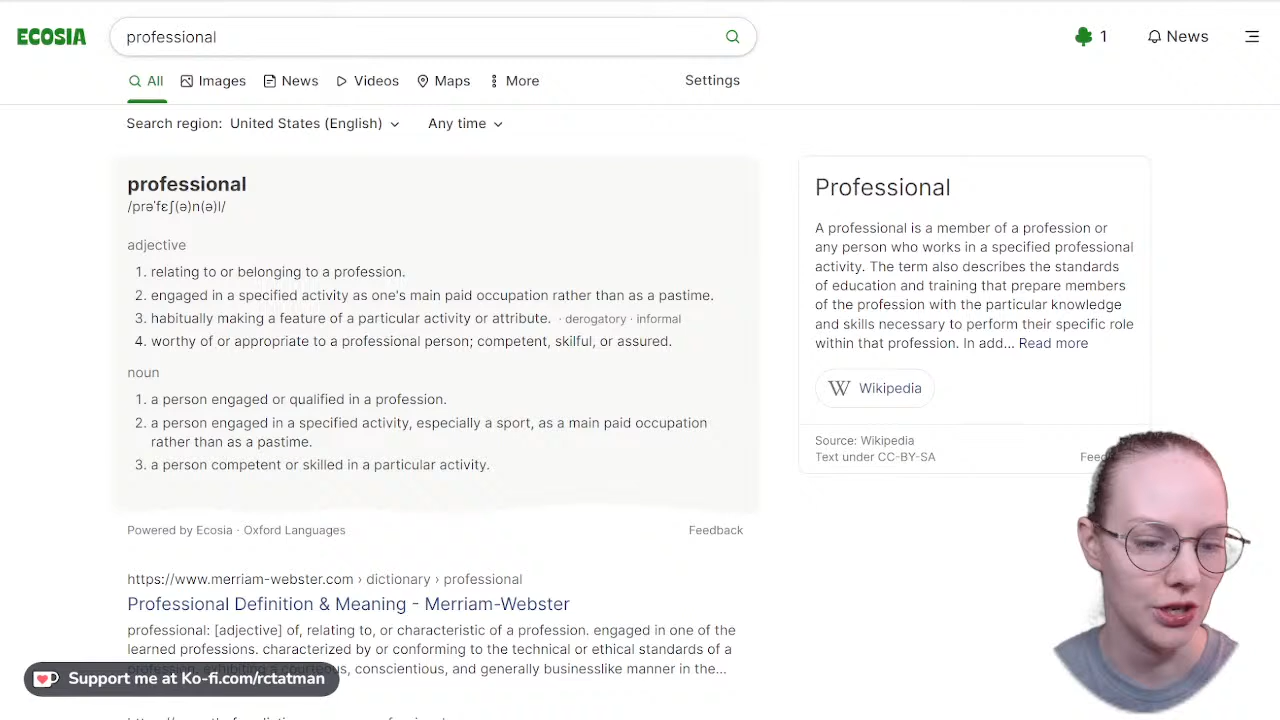 ECOSIA
professional
1
News
All
Images
News
Videos
Maps
More
Settings
Search region: United States (English)
Any time
professional
/prəˈfɛʃ(ə)n(ə)l/
adjective
1. relating to or belonging to a profession.
2. engaged in a specified activity as one's main paid occupation rather than as a pastime.
3. habitually making a feature of a particular activity or attribute. · derogatory · informal
4. worthy of or appropriate to a professional person; competent, skilful, or assured.
noun
1. a person engaged or qualified in a profession.
2. a person engaged in a specified activity, especially a sport, as a main paid occupation
rather than as a pastime.
3. a person competent or skilled in a particular activity.
Powered by Ecosia · Oxford Languages
Feedback
https://www.merriam-webster.com › dictionary › professional
Professional Definition & Meaning - Merriam-Webster
professional: [adjective] of, relating to, or characteristic of a profession. engaged in one of the
learned professions. characterized by or conforming to the technical or ethical standards of a
profession. exhibiting a courteous, conscientious, and generally businesslike manner in the...
Support me at Ko-fi.com/rctatman
Professional
A professional is a member of a profession or
any person who works in a specified professional
activity. The term also describes the standards
of education and training that prepare members
of the profession with the particular knowledge
and skills necessary to perform their specific role
within that profession. In add... Read more
W Wikipedia
Source: Wikipedia
Text under CC-BY-SA